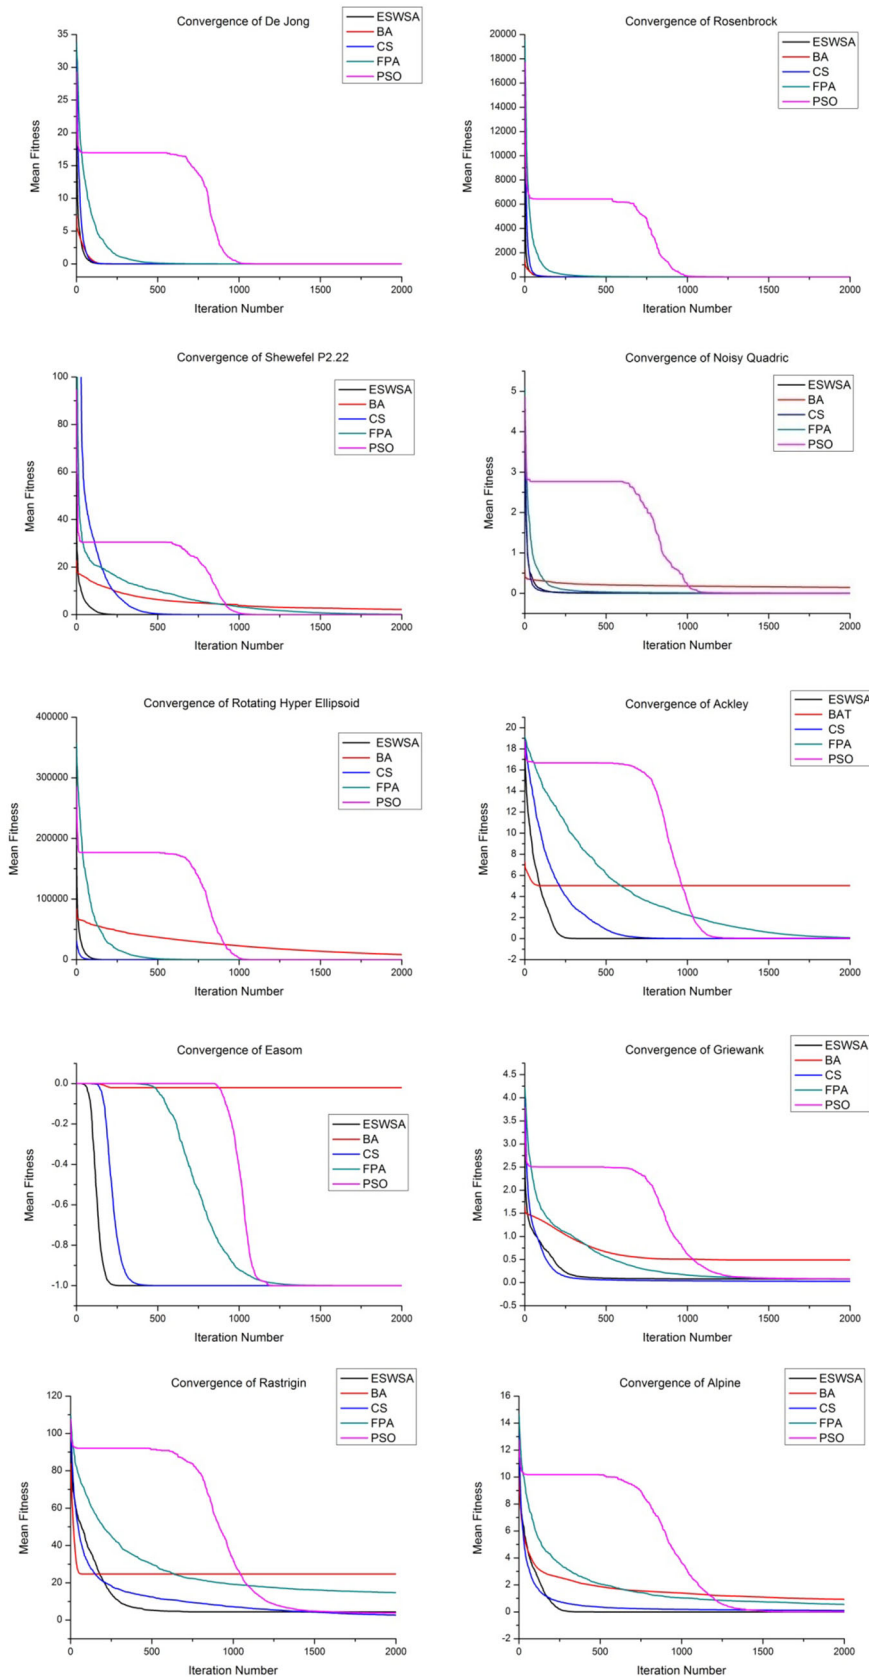 Convergence of De Jong
ESWSA
BA
CS
FPA
PSO
Mean Fitness
35
30
25
20
15
10
5
0
0 500 1000 1500 2000
Iteration Number
Convergence of Rosenbrock
ESWSA
BA
CS
FPA
PSO
Mean Fitness
20000
18000
16000
14000
12000
10000
8000
6000
4000
2000
0
0 500 1000 1500 2000
Iteration Number
Convergence of Shewefel P2.22
ESWSA
BA
CS
FPA
PSO
Mean Fitness
100
80
60
40
20
0
0 500 1000 1500 2000
Iteration Number
Convergence of Noisy Quadric
ESWSA
BA
CS
FPA
PSO
Mean Fitness
5
4
3
2
1
0
0 500 1000 1500 2000
Iteration Number
Convergence of Rotating Hyper Ellipsoid
ESWSA
BA
CS
FPA
PSO
Mean Fitness
400000
300000
200000
100000
0
0 500 1000 1500 2000
Iteration Number
Convergence of Ackley
ESWSA
BAT
CS
FPA
PSO
Mean Fitness
20
18
16
14
12
10
8
6
4
2
0
-2
0 500 1000 1500 2000
Iteration Number
Convergence of Easom
ESWSA
BA
CS
FPA
PSO
Mean Fitness
0.0
-0.2
-0.4
-0.6
-0.8
-1.0
0 500 1000 1500 2000
Iteration Number
Convergence of Griewank
ESWSA
BA
CS
FPA
PSO
Mean Fitness
4.5
4.0
3.5
3.0
2.5
2.0
1.5
1.0
0.5
0.0
-0.5
0 500 1000 1500 2000
Iteration Number
Convergence of Rastrigin
ESWSA
BA
CS
FPA
PSO
Mean Fitness
120
100
80
60
40
20
0
0 500 1000 1500 2000
Iteration Number
Convergence of Alpine
ESWSA
BA
CS
FPA
PSO
Mean Fitness
16
14
12
10
8
6
4
2
0
-2
0 500 1000 1500 2000
Iteration Number